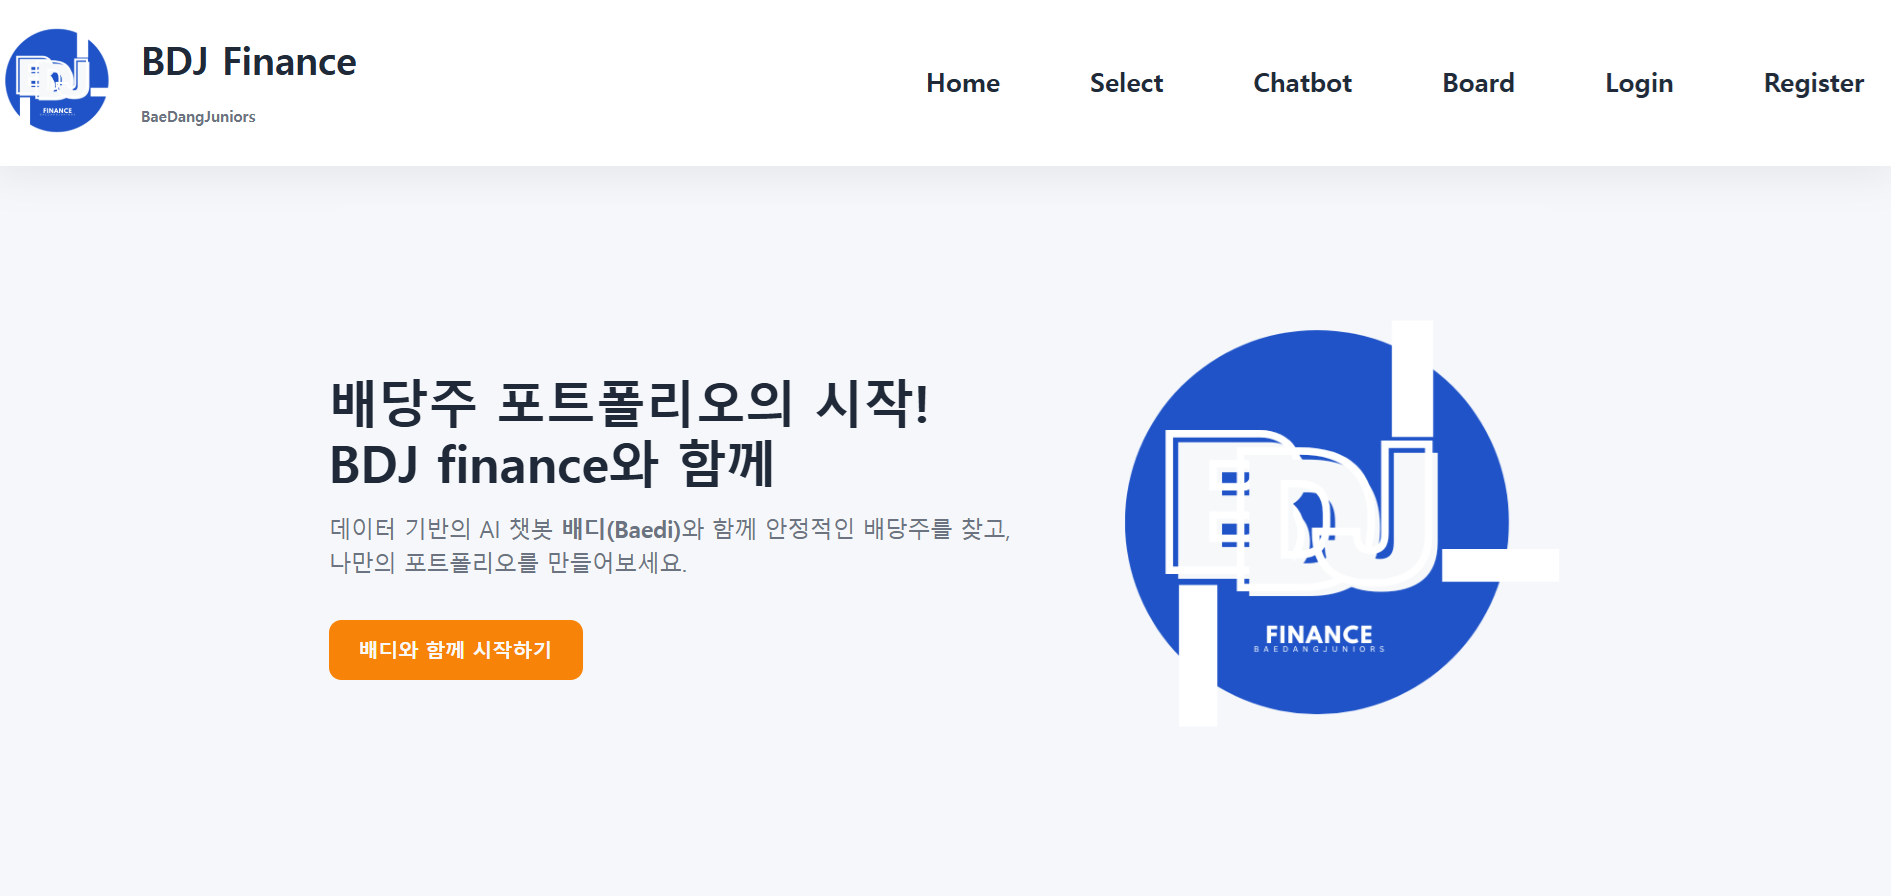 BDJ
FINANCE
BDJ Finance
BaeDangJuniors
Home
Select
Chatbot
Board
Login
Register
배당주 포트폴리오의 시작!
BDJ finance와 함께
데이터 기반의 AI 챗봇 배디(Baedi)와 함께 안정적인 배당주를 찾고,
나만의 포트폴리오를 만들어보세요.
배디와 함께 시작하기
BDJ
FINANCE
BAEDANGJUNIORS